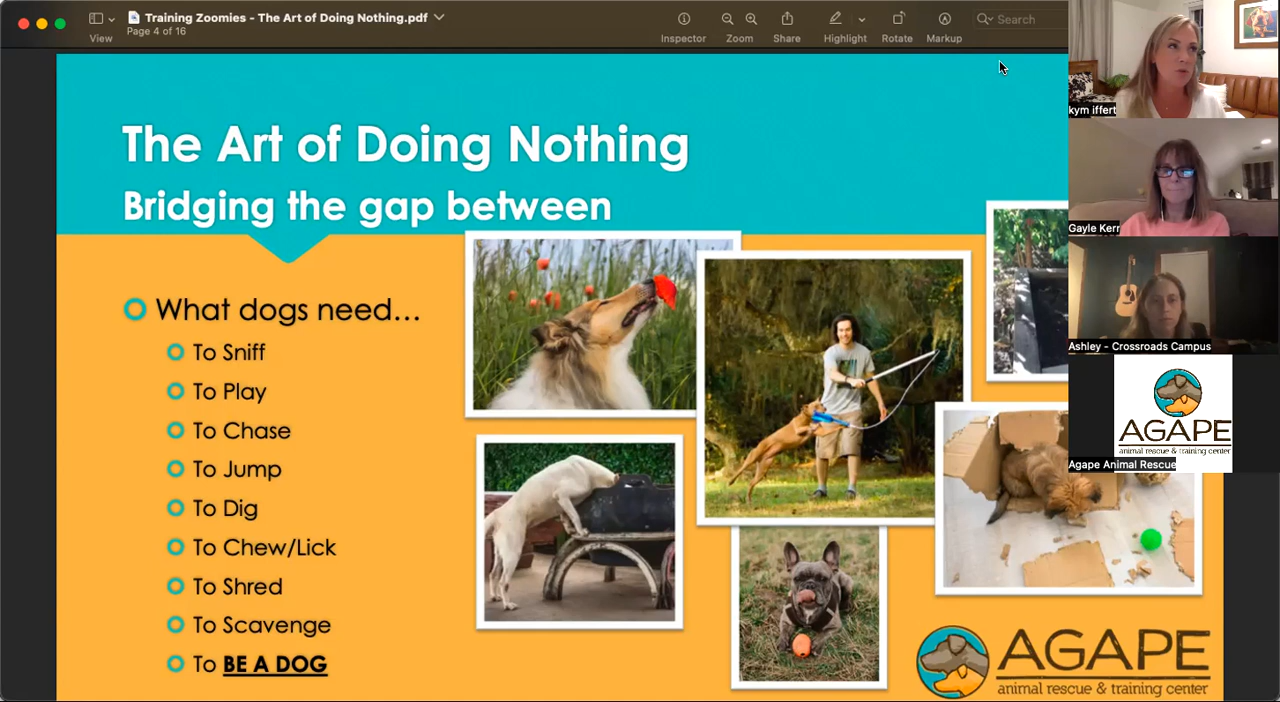 Training Zoomies - The Art of Doing Nothing.pdf
Page 4 of 16
View
Inspector
Zoom
Share
Highlight
Rotate
Markup
Search
kym iffert
Gayle Kerr
Ashley - Crossroads Campus
AGAPE
animal rescue & training center
Agape Animal Rescue
The Art of Doing Nothing
Bridging the gap between
What dogs need...
To Sniff
To Play
To Chase
To Jump
To Dig
To Chew/Lick
To Shred
To Scavenge
To BE A DOG
AGAPE
animal rescue & training center